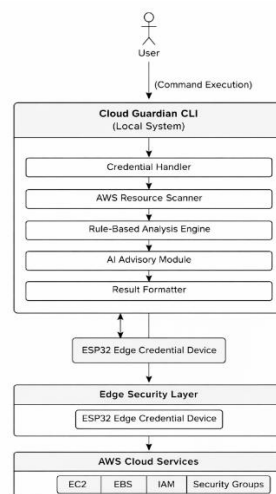 User
(Command Execution)
Cloud Guardian CLI
(Local System)
Credential Handler
AWS Resource Scanner
Rule-Based Analysis Engine
AI Advisory Module
Result Formatter
ESP32 Edge Credential Device
Edge Security Layer
ESP32 Edge Credential Device
AWS Cloud Services
EC2 EBS IAM Security Groups